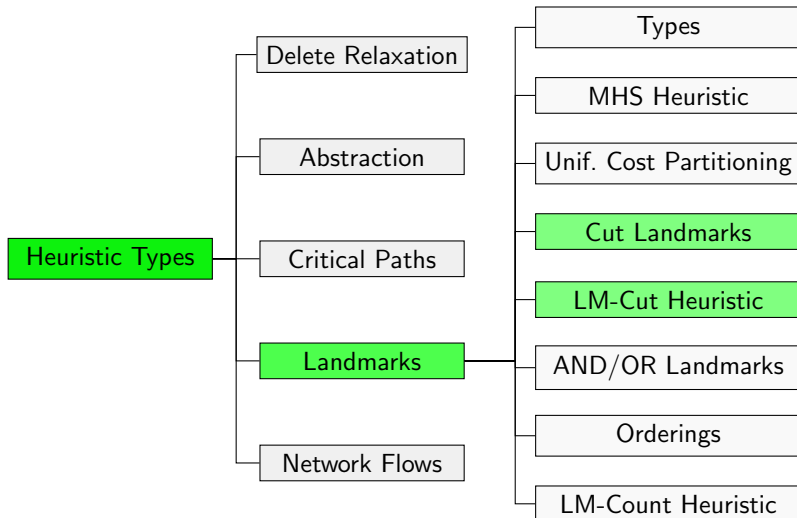 Heuristic Types
Delete Relaxation
Abstraction
Critical Paths
Landmarks
Network Flows
Types
MHS Heuristic
Unif. Cost Partitioning
Cut Landmarks
LM-Cut Heuristic
AND/OR Landmarks
Orderings
LM-Count Heuristic